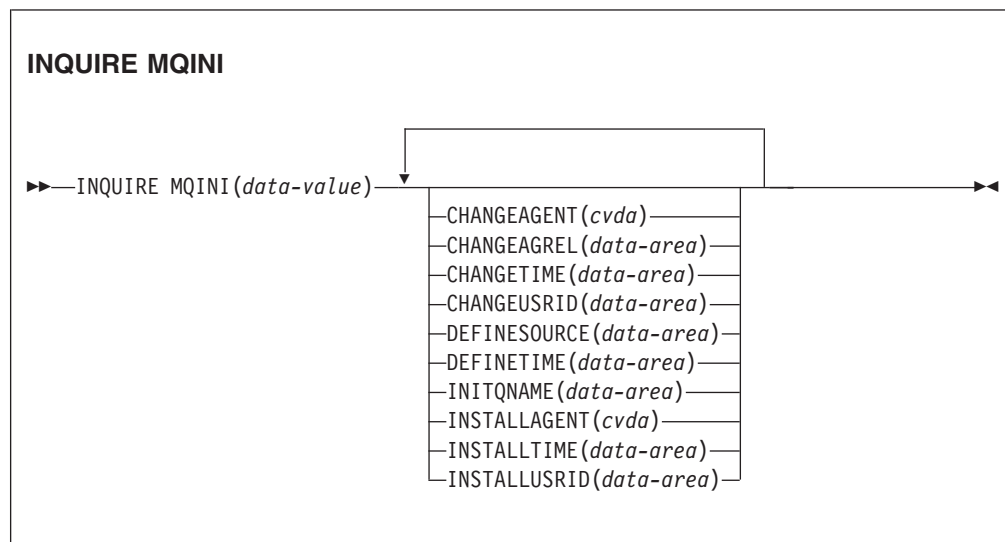 INQUIRE MQINI
INQUIRE MQINI(data-value)
CHANGEAGENT(cvda)
CHANGEAGREL(data-area)
CHANGETIME(data-area)
CHANGEUSRID(data-area)
DEFINESOURCE(data-area)
DEFINETIME(data-area)
INITQNAME(data-area)
INSTALLAGENT(cvda)
INSTALLTIME(data-area)
INSTALLUSRID(data-area)